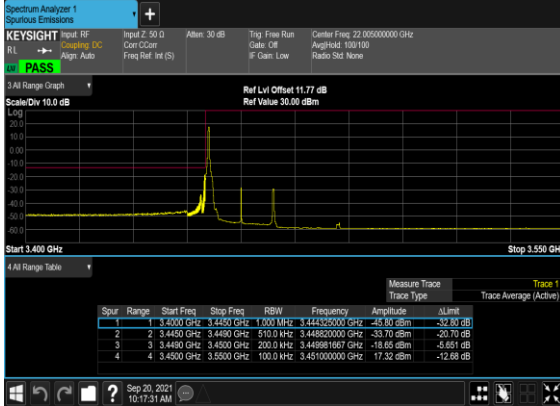 Spectrum Analyzer 1
Spurious Emissions
+
KEYSIGHT Input: RF Input Z: 50 Ω Atten: 30 dB Trig: Free Run Center Freq: 22.005000000 GHz
RL Coupling: DC Corr CCorr Gate: Off Avg|Hold: 100/100
Align: Auto Freq Ref: Int (S) IF Gain: Low Radio Std: None
LXI PASS
3.All Range Graph
Ref Lvl Offset 11.77 dB
Scale/Div 10.0 dB Ref Value 30.00 dBm
Log
20.0
10.0
0.00
-10.0
-20.0
-30.0
-40.0
-50.0
-60.0
Start 3.400 GHz Stop 3.550 GH
4.All Range Table
Measure Trace Trace 1
Trace Type Trace Average (Active)
Spur Range Start Freq Stop Freq RBW Frequency Amplitude ΔLimit
1 1 3.4000 GHz 3.4450 GHz 1.000 MHz 3.444325000 GHz -45.80 dBm -32.80 dB
2 2 3.4450 GHz 3.4490 GHz 510.0 kHz 3.448820000 GHz -33.70 dBm -20.70 dB
3 3 3.4490 GHz 3.4500 GHz 200.0 kHz 3.449981667 GHz -18.65 dBm -5.651 dB
4 4 3.4500 GHz 3.5500 GHz 100.0 kHz 3.451000000 GHz 17.32 dBm -12.68 dB
? Sep 20, 2021
10:17:31 AM